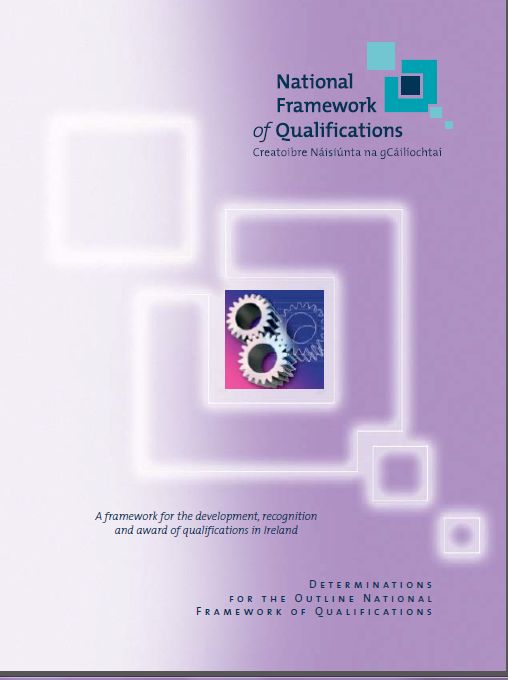 National
Framework
of Qualifications
Creatoibre Náisiúnta na gCáilíochtaí
A framework for the development, recognition
and award of qualifications in Ireland
Determinations
for the Outline National
Framework of Qualifications